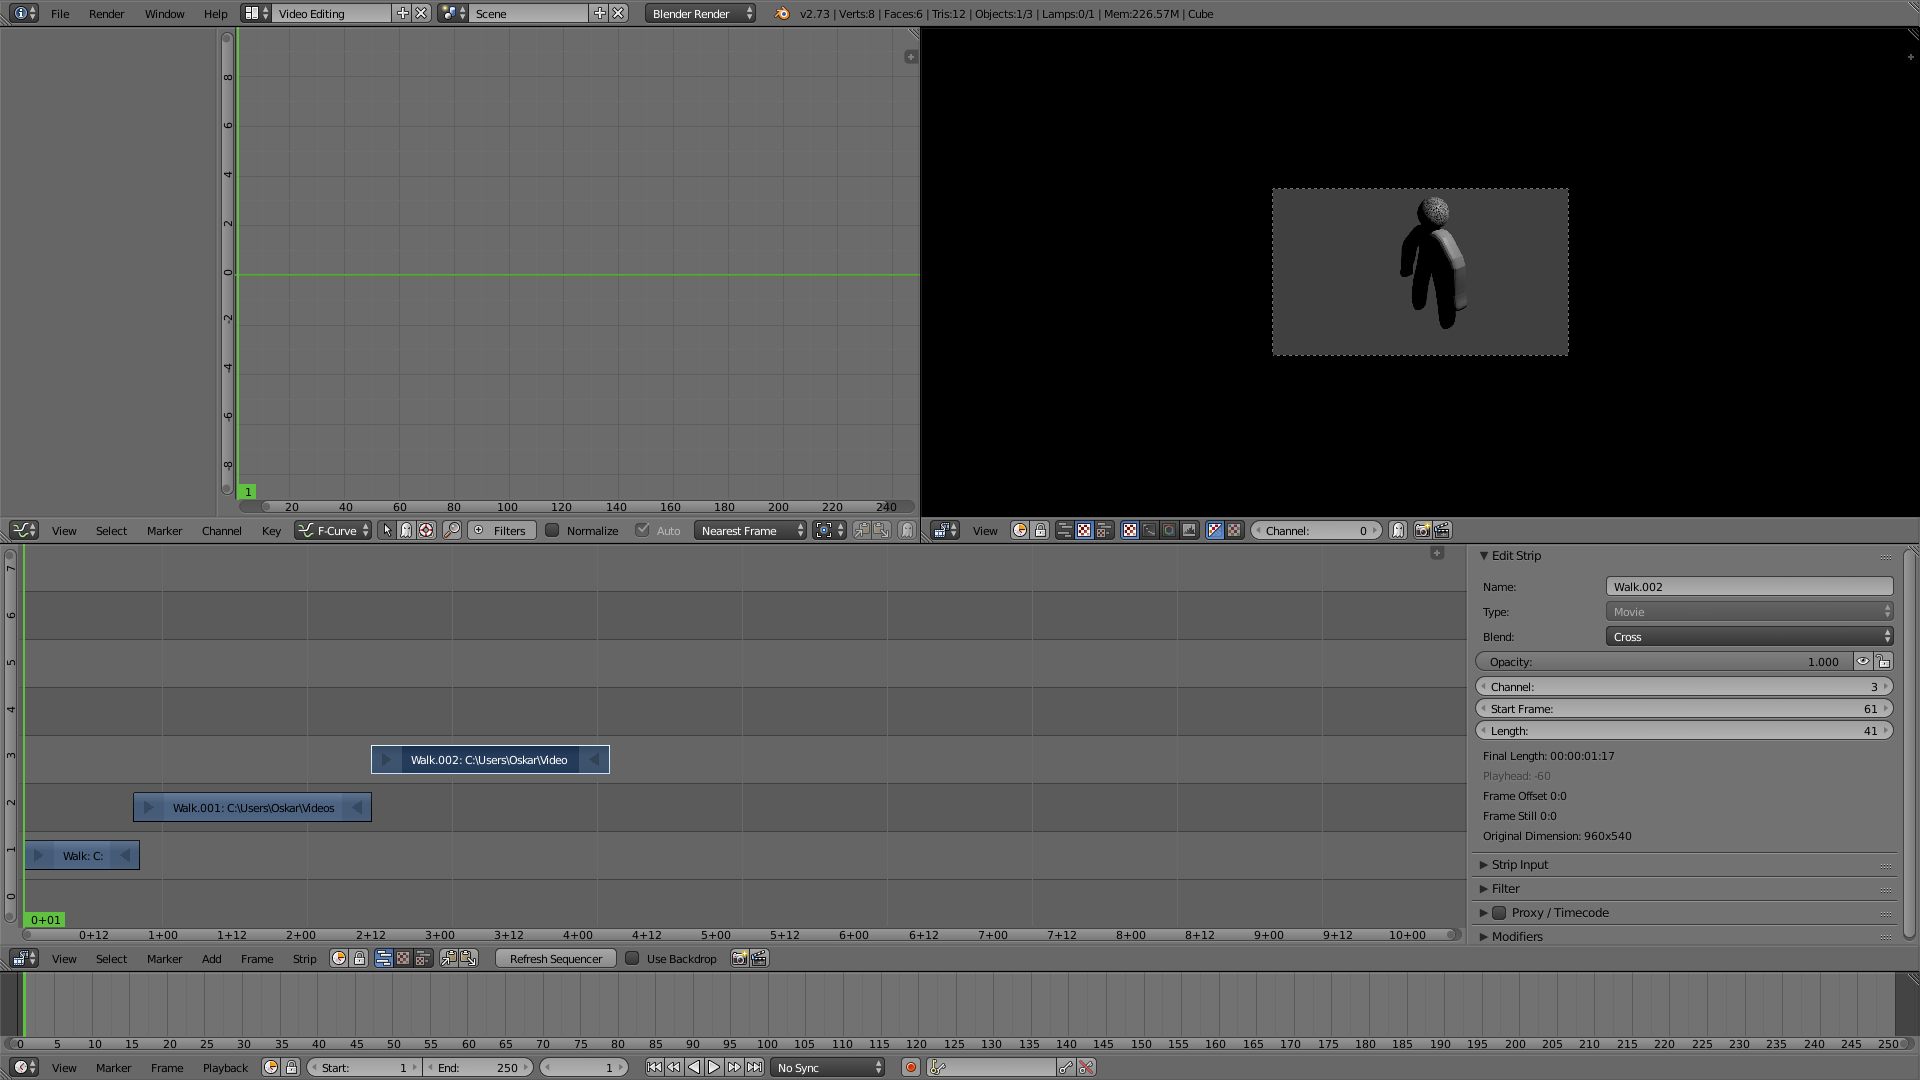 File Render Window Help Video Editing Scene Blender Render v2.73 | Verts:8 | Faces:6 | Tris:12 | Objects:1/3 | Lamps:0/1 | Mem:226.57M | Cube
8
6
4
2
0
-2
-4
-6
-8
1
20 40 60 80 100 120 140 160 180 200 220 240
View Select Marker Channel Key F-Curve Filters Normalize Auto Nearest Frame
View Channel: 0
7
6
5
4
3
2
1
0
Walk.002: C:\Users\Oskar\Video
Walk.001: C:\Users\Oskar\Videos
Walk: C:
0+01
0+12 1+00 1+12 2+00 2+12 3+00 3+12 4+00 4+12 5+00 5+12 6+00 6+12 7+00 7+12 8+00 8+12 9+00 9+12 10+00
Edit Strip
Name: Walk.002
Type: Movie
Blend: Cross
Opacity: 1.000
Channel: 3
Start Frame: 61
Length: 41
Final Length: 00:00:01:17
Playhead: -60
Frame Offset 0:0
Frame Still 0:0
Original Dimension: 960x540
Strip Input
Filter
Proxy / Timecode
Modifiers
View Select Marker Add Frame Strip Refresh Sequencer Use Backdrop
0 5 10 15 20 25 30 35 40 45 50 55 60 65 70 75 80 85 90 95 100 105 110 115 120 125 130 135 140 145 150 155 160 165 170 175 180 185 190 195 200 205 210 215 220 225 230 235 240 245 250
View Marker Frame Playback Start: 1 End: 250 1 No Sync